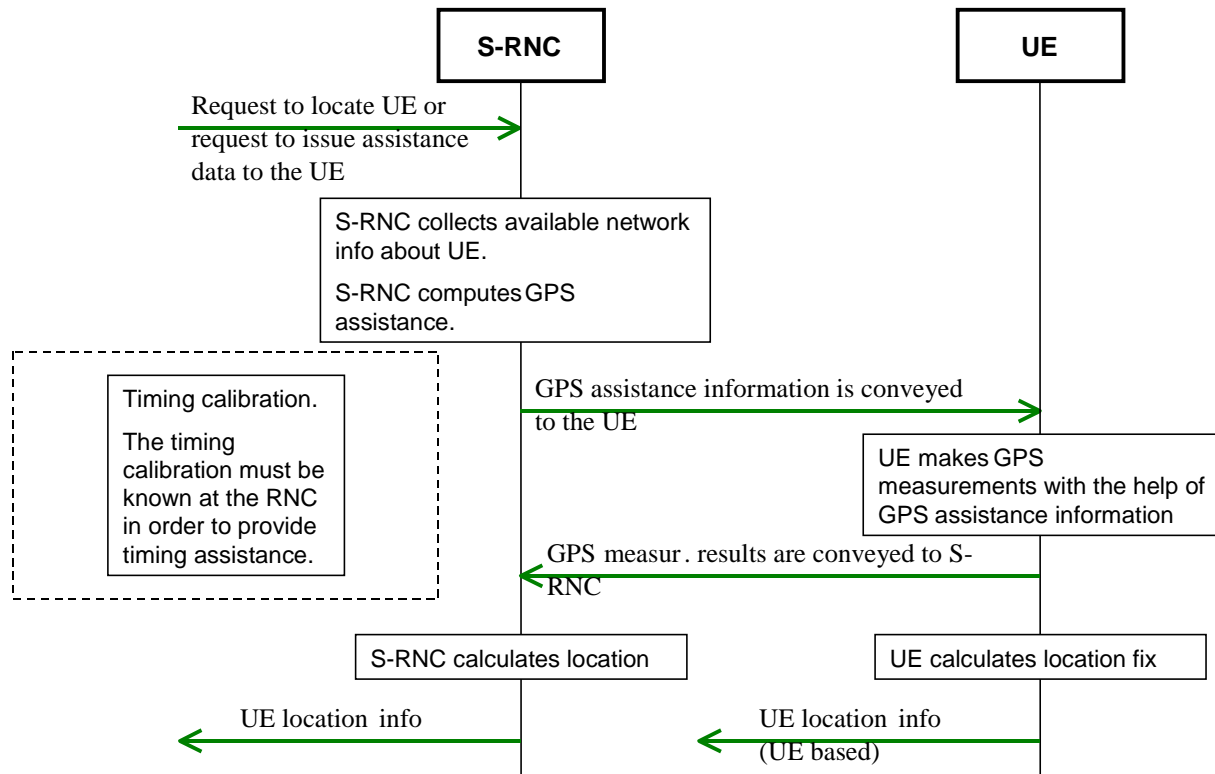 S-RNC
UE
Request to locate UE or
request to issue assistance
data to the UE
S-RNC collects available network
info about UE.
S-RNC computes GPS
assistance.
Timing calibration.
The timing
calibration must be
known at the RNC
in order to provide
timing assistance.
GPS assistance information is conveyed
to the UE
UE makes GPS
measurements with the help of
GPS assistance information
GPS measur. results are conveyed to S-
RNC
S-RNC calculates location
UE calculates location fix
UE location info
UE location info
(UE based)